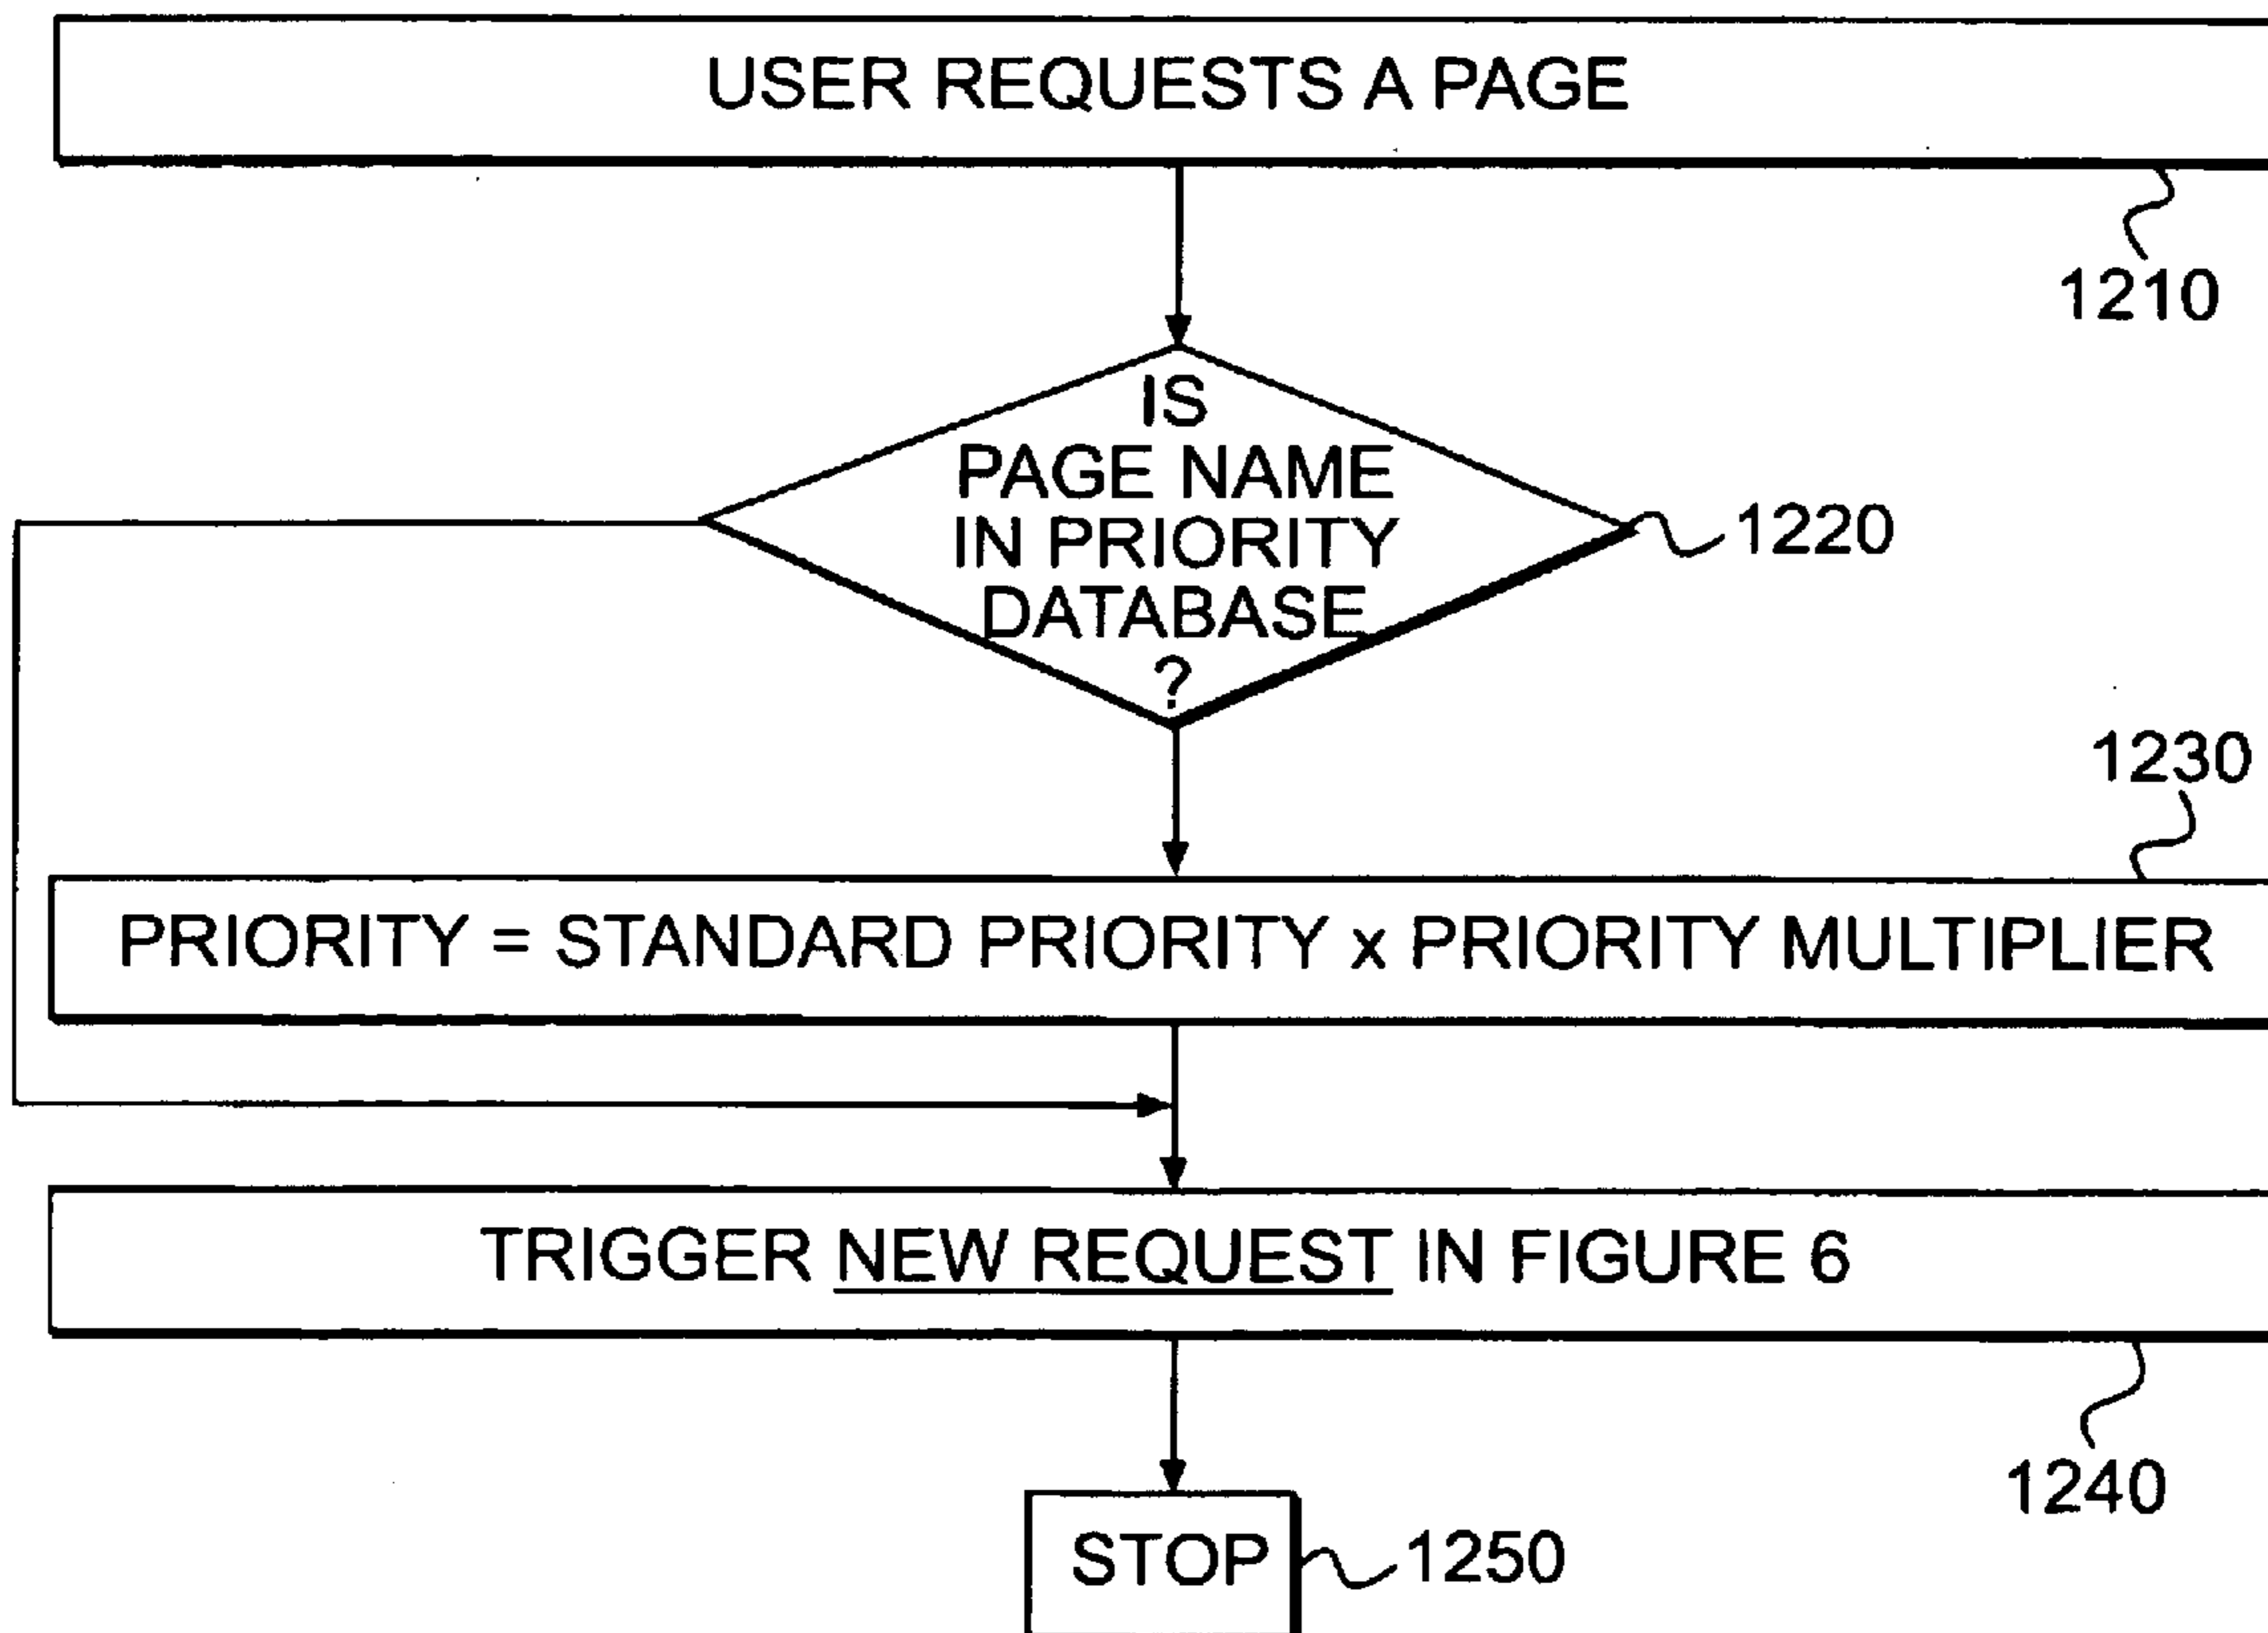 USER REQUESTS A PAGE
1210
IS
PAGE NAME
IN PRIORITY
DATABASE
?
1220
1230
PRIORITY = STANDARD PRIORITY x PRIORITY MULTIPLIER
TRIGGER NEW REQUEST IN FIGURE 6
1240
STOP
1250